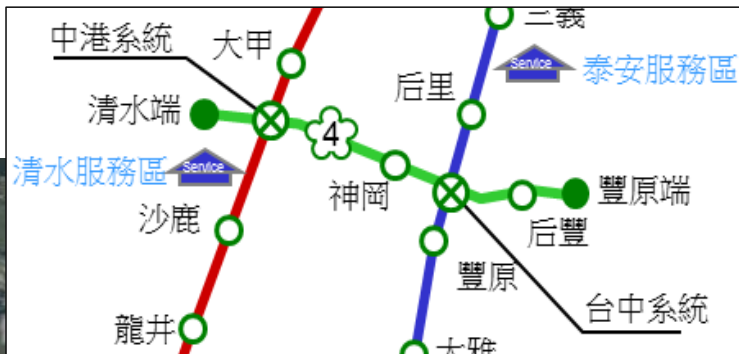 三義
中港系統
大甲
Service
泰安服務區
后里
清水端
4
清水服務區
Service
神岡
豐原端
沙鹿
后豐
豐原
台中系統
龍井
大雅